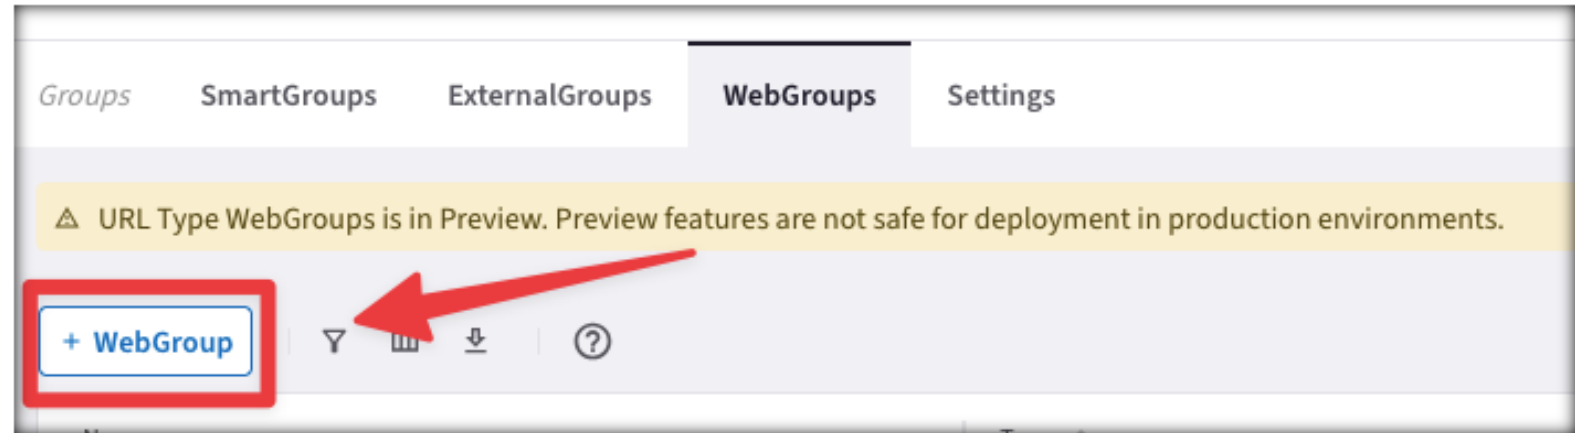 Groups SmartGroups ExternalGroups WebGroups Settings
URL Type WebGroups is in Preview. Preview features are not safe for deployment in production environments.
+ WebGroup